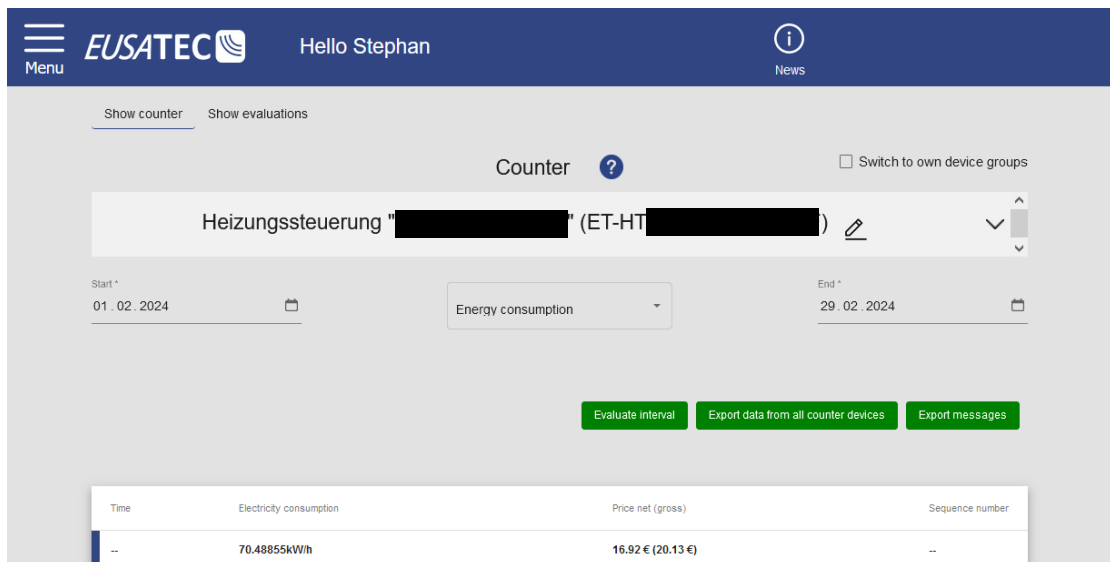 Menu
EUSATEC
Hello Stephan
News
Show counter Show evaluations
Counter ?
Switch to own device groups
Heizungssteuerung "" (ET-HT )
Start *
01.02.2024
Energy consumption
End *
29.02.2024
Evaluate interval Export data from all counter devices Export messages
Time Electricity consumption Price net (gross) Sequence number
-- 70.48855kW/h 16.92 € (20.13 €) --